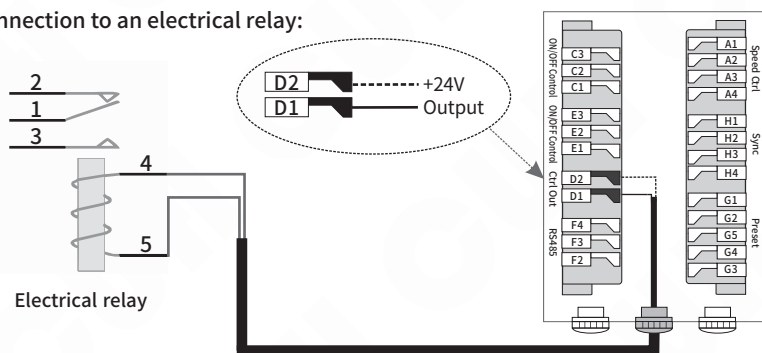 nnection to an electrical relay:
2
1
3
4
5
Electrical relay
D2 +24V
D1 Output
ON/OFF Control
C3
C2
C1
ON/OFF Control
E3
E2
E1
Ctrl Out
D2
D1
RS485
F4
F3
F2
Speed Ctrl
A1
A2
A3
A4
Sync
H1
H2
H3
H4
Preset
G1
G2
G5
G4
G3